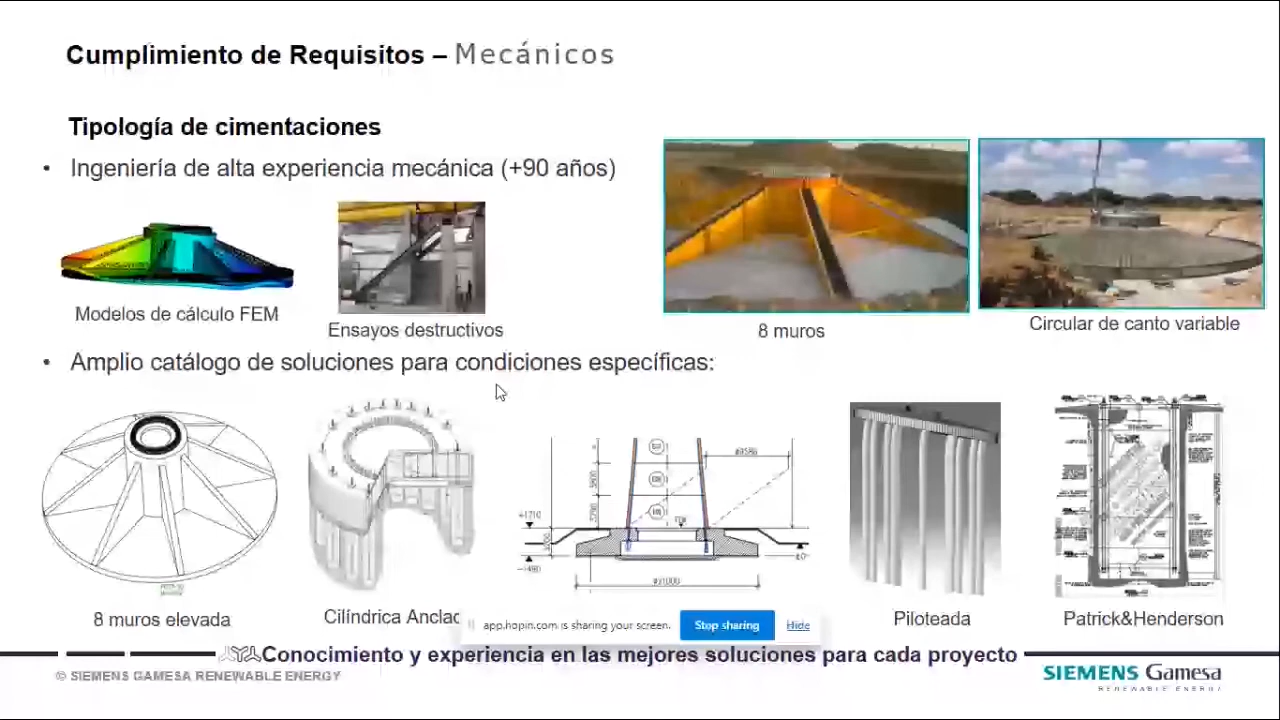 Cumplimiento de Requisitos – Mecánicos
Tipología de cimentaciones
• Ingeniería de alta experiencia mecánica (+90 años)
Modelos de cálculo FEM
Ensayos destructivos
8 muros
Circular de canto variable
• Amplio catálogo de soluciones para condiciones específicas:
8 muros elevada
Cilíndrica Anclad
Piloteada
Patrick&Henderson
app.hopin.com is sharing your screen.
Stop sharing
Hide
Conocimiento y experiencia en las mejores soluciones para cada proyecto
© SIEMENS GAMESA RENEWABLE ENERGY
SIEMENS Gamesa
RENEWABLE ENERGY